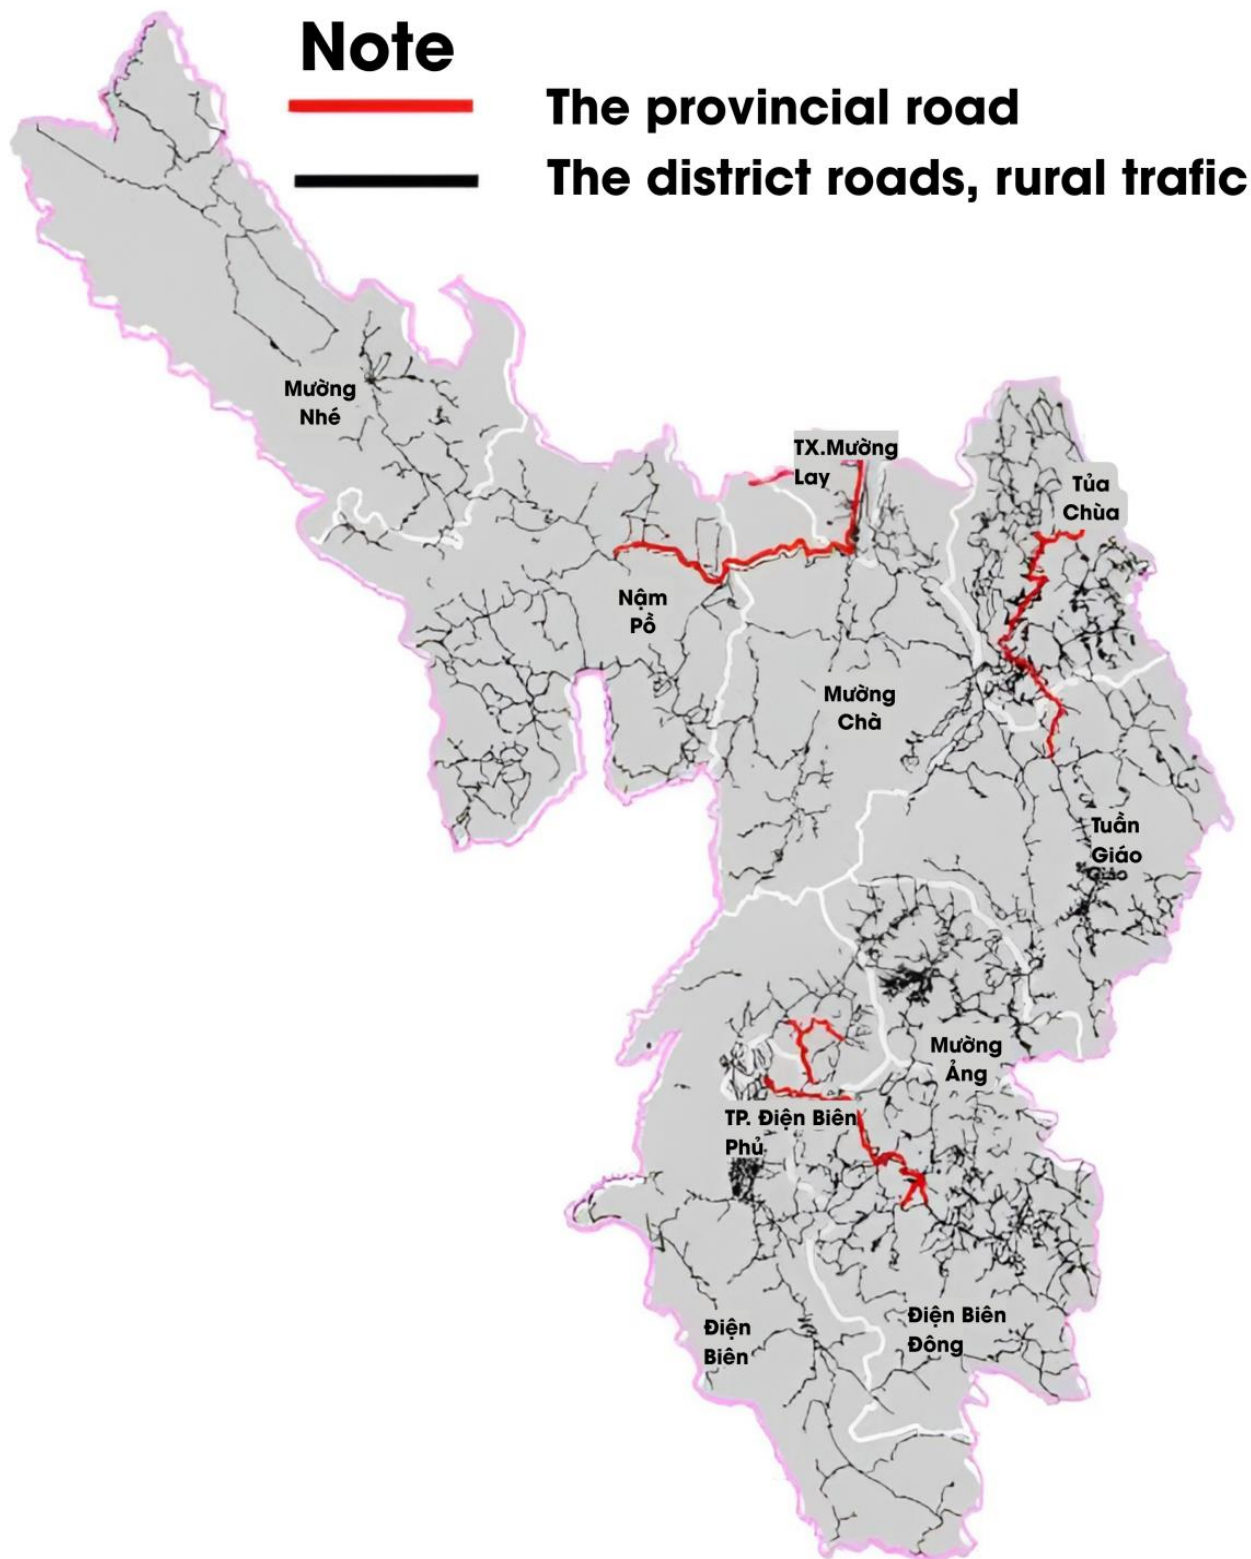 Note
The provincial road
The district roads, rural trafic
Mường
Nhé
TX.Mường
Lay
Tủa
Chùa
Nậm
Pồ
Mường
Chà
Tuần
Giáo
Giáo
Mường
Ảng
TP. Điện Biên
Phủ
Điện
Biên
Điện Biên
Đông